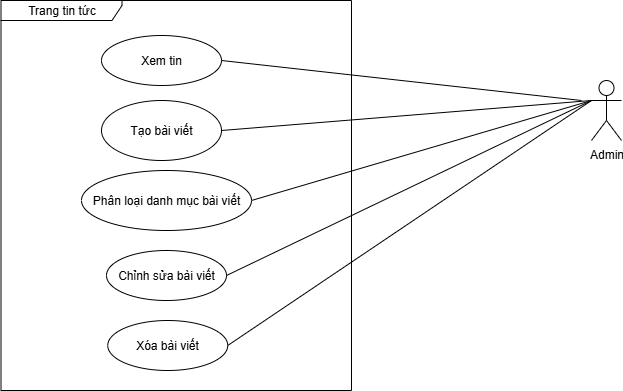 Trang tin tức
Xem tin
Tạo bài viết
Phân loại danh mục bài viết
Chỉnh sửa bài viết
Xóa bài viết
Admin